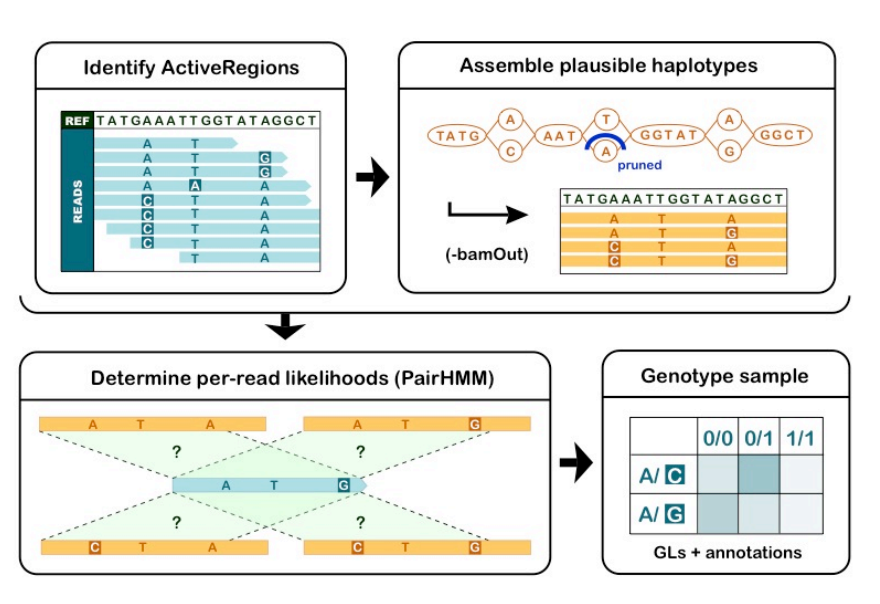 Identify ActiveRegions
REF TATGAAATTGGTATAGGCT
READS
A T
A T G
A T G
A A A
C T A
C T A
C T A
C T A
T A
Assemble plausible haplotypes
A T A
TATG AAT GGTAT GGCT
C A G
pruned
(-bamOut)
TATGAAATTGGTATAGGCT
A T A
A T G
C T A
C T G
Determine per-read likelihoods (PairHMM)
A T A A T G
? ?
A T G
? ?
C T A C T G
Genotype sample
0/0 0/1 1/1
A/ C
A/ G
GLs + annotations